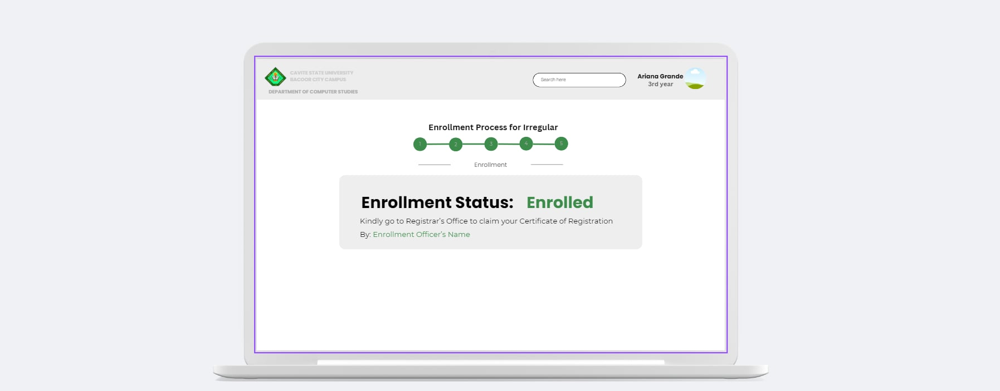 CAVITE STATE UNIVERSITY
BACOOR CITY CAMPUS
DEPARTMENT OF COMPUTER STUDIES
Search here
Ariana Grande
3rd year
Enrollment Process for Irregular
1 2 3 4 5
Enrollment
Enrollment Status: Enrolled
Kindly go to Registrar's Office to claim your Certificate of Registration
By: Enrollment Officer's Name